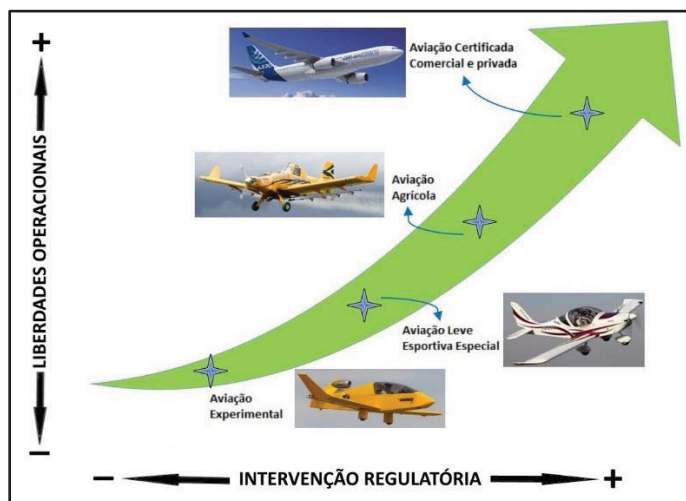 +
LIBERDADES OPERACIONAIS
−
Aviação Certificada
Comercial e privada
Aviação
Agrícola
Aviação Leve
Esportiva Especial
Aviação
Experimental
− INTERVENÇÃO REGULATÓRIA +